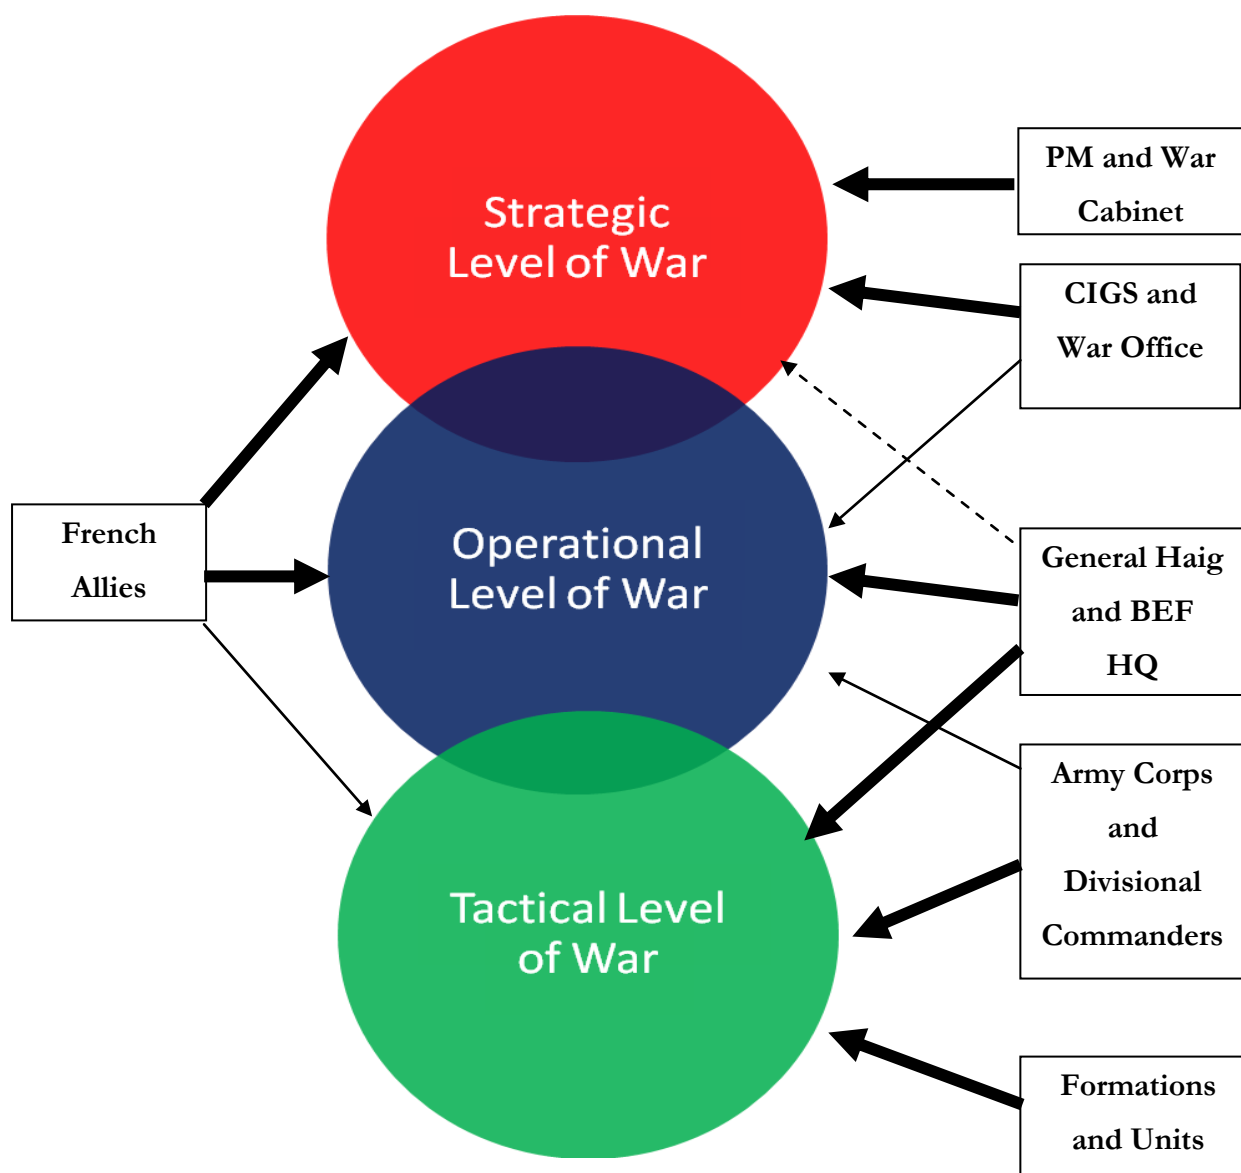 Strategic
Level of War
PM and War
Cabinet
CIGS and
War Office
French
Allies
Operational
Level of War
General Haig
and BEF
HQ
Army Corps
and
Divisional
Commanders
Tactical Level
of War
Formations
and Units